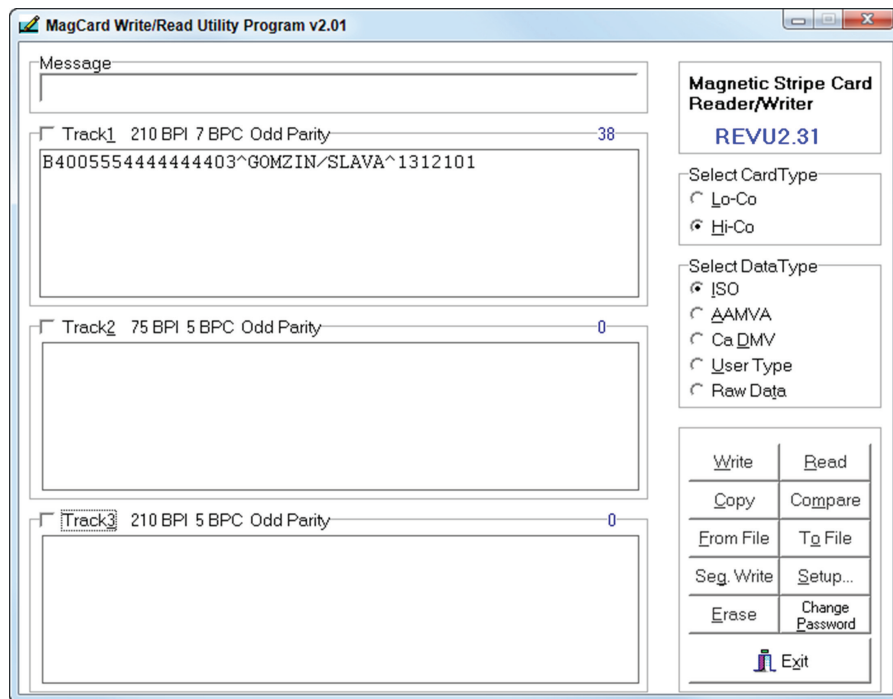 MagCard Write/Read Utility Program v2.01
Message
Track1 210 BPI 7 BPC Odd Parity 38
B4005554444444403^GOMZIN/SLAVA^1312101
Track2 75 BPI 5 BPC Odd Parity 0
Track3 210 BPI 5 BPC Odd Parity 0
Magnetic Stripe Card
Reader/Writer
REVU2.31
Select CardType
Lo-Co
Hi-Co
Select DataType
ISO
AAMVA
Ca DMV
User Type
Raw Data
Write Read
Copy Compare
From File To File
Seg. Write Setup...
Erase Change Password
Exit